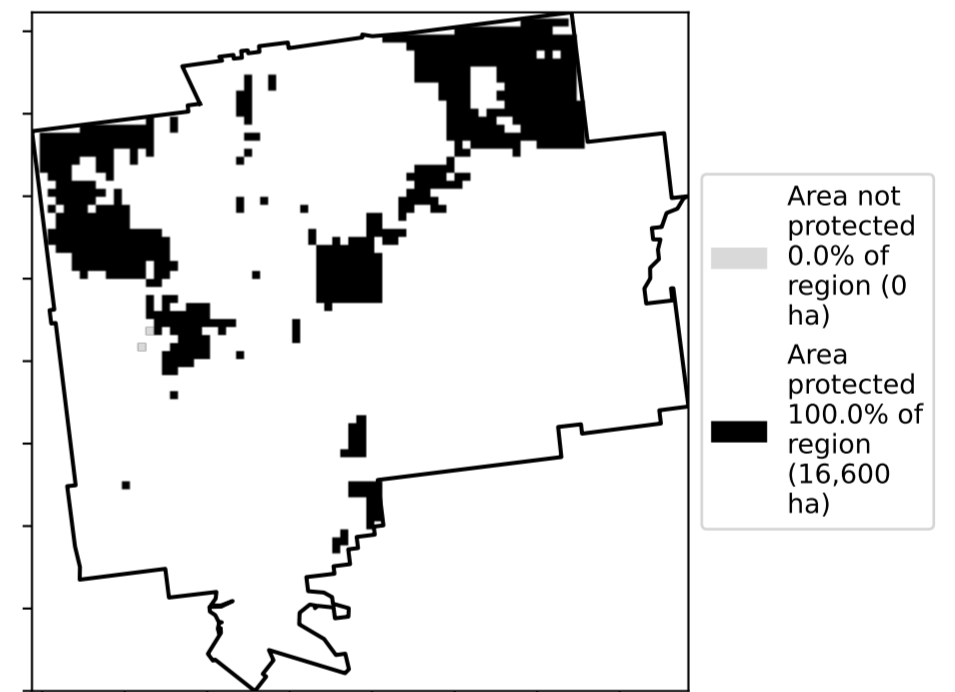 Area not
protected
0.0% of
region (0
ha)
Area
protected
100.0% of
region
(16,600
ha)